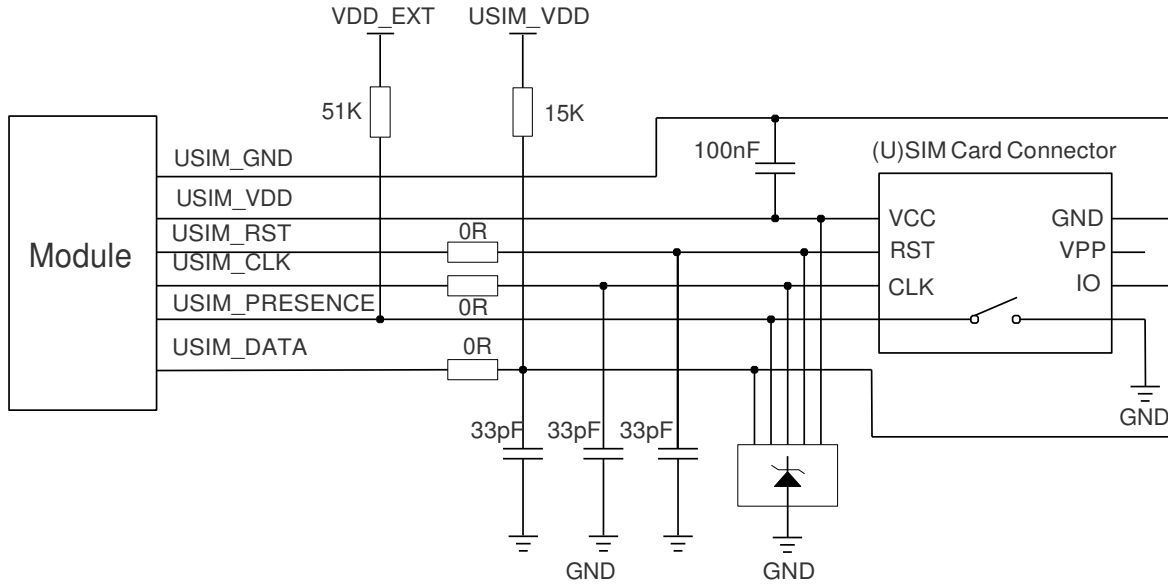 VDD_EXT
USIM_VDD
51K
15K
Module
USIM_GND
USIM_VDD
USIM_RST
USIM_CLK
USIM_PRESENCE
USIM_DATA
0R
0R
0R
100nF
(U)SIM Card Connector
VCC
RST
CLK
GND
VPP
IO
GND
33pF
33pF
33pF
GND
GND